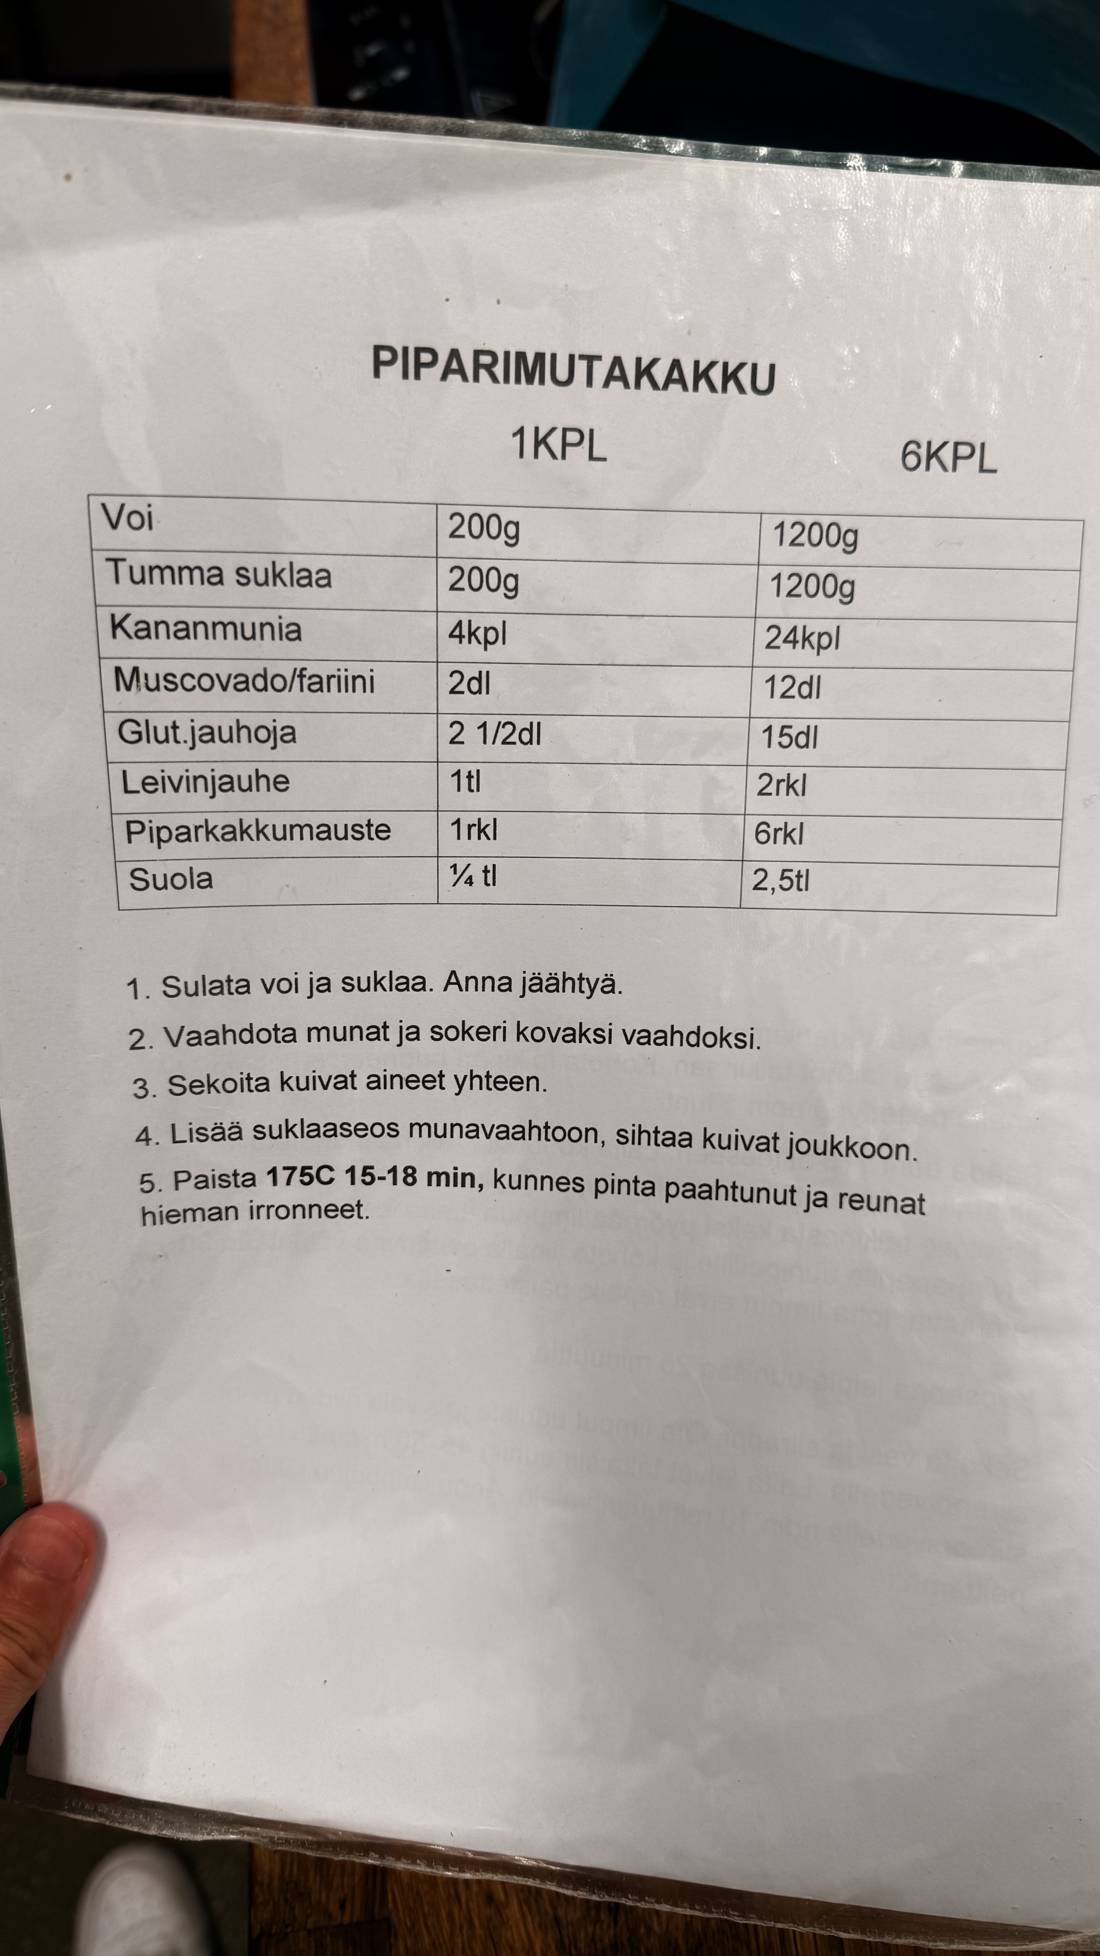 PIPARIMUTAKAKKU
1KPL 6KPL
Voi 200g 1200g
Tumma suklaa 200g 1200g
Kananmunia 4kpl 24kpl
Muscovado/fariini 2dl 12dl
Glut.jauhoja 2 1/2dl 15dl
Leivinjauhe 1tl 2rkl
Piparkakkumauste 1rkl 6rkl
Suola ¼ tl 2,5tl
1. Sulata voi ja suklaa. Anna jäähtyä.
2. Vaahdota munat ja sokeri kovaksi vaahdoksi.
3. Sekoita kuivat aineet yhteen.
4. Lisää suklaaseos munavaahtoon, sihtaa kuivat joukkoon.
5. Paista 175C 15-18 min, kunnes pinta paahtunut ja reunat
hieman irronneet.